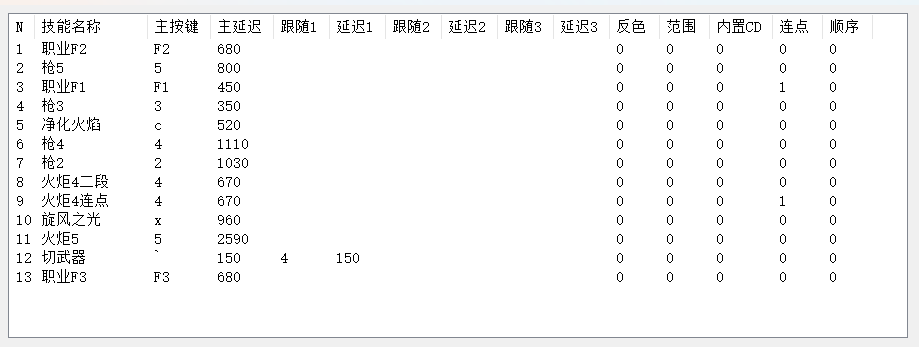 N 技能名称 主按键 主延迟 跟随1 延迟1 跟随2 延迟2 跟随3 延迟3 反色 范围 内置CD 连点 顺序
1 职业F2 F2 680 0 0 0 0 0
2 枪5 5 800 0 0 0 0 0
3 职业F1 F1 450 0 0 0 1 0
4 枪3 3 350 0 0 0 0 0
5 净化火焰 c 520 0 0 0 0 0
6 枪4 4 1110 0 0 0 0 0
7 枪2 2 1030 0 0 0 0 0
8 火炬4二段 4 670 0 0 0 0 0
9 火炬4连点 4 670 0 0 0 1 0
10 旋风之光 x 960 0 0 0 0 0
11 火炬5 5 2590 0 0 0 0 0
12 切武器 ` 150 4 150 0 0 0 0 0
13 职业F3 F3 680 0 0 0 0 0